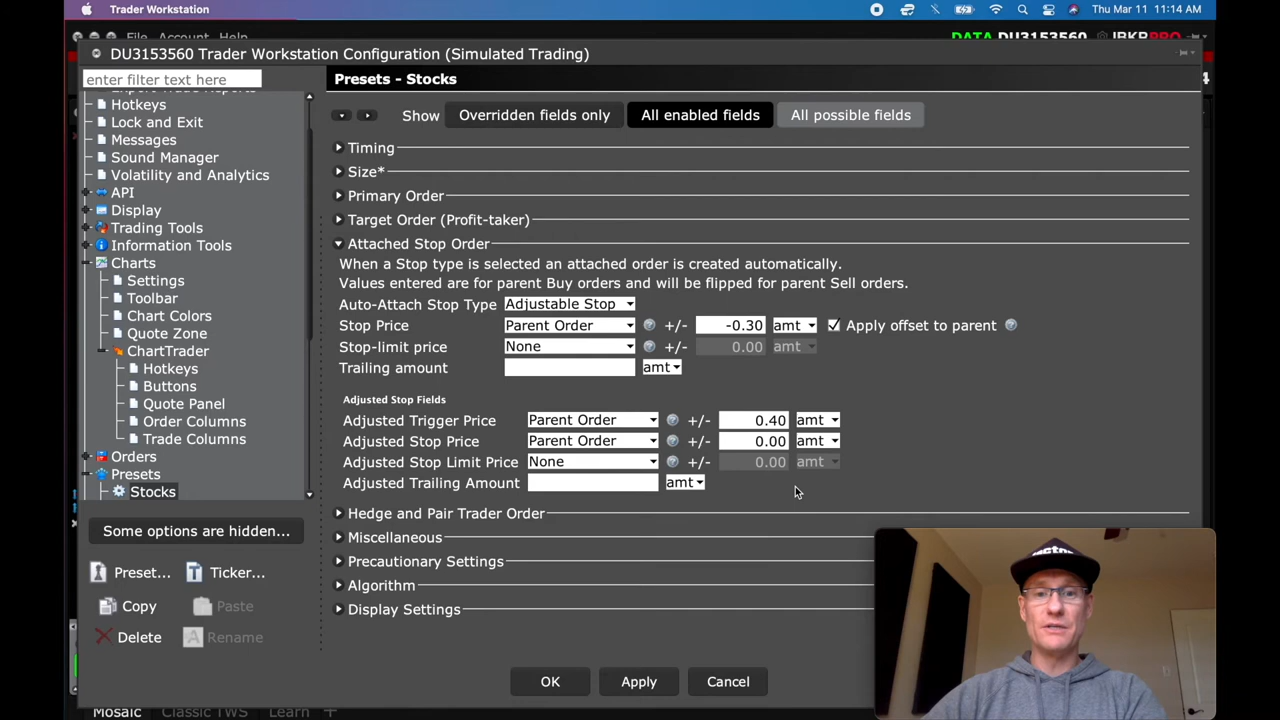 Trader Workstation
Thu Mar 11 11:14 AM
File Account Help
DATA DU3153560 IBKRPRO
DU3153560 Trader Workstation Configuration (Simulated Trading)
enter filter text here
Presets - Stocks
Export Trade Reports
Hotkeys
Lock and Exit
Messages
Sound Manager
Volatility and Analytics
API
Display
Trading Tools
Information Tools
Charts
Settings
Toolbar
Chart Colors
Quote Zone
ChartTrader
Hotkeys
Buttons
Quote Panel
Order Columns
Trade Columns
Orders
Presets
Stocks
Some options are hidden...
Preset... Ticker...
Copy Paste
Delete Rename
Show Overridden fields only All enabled fields All possible fields
Timing
Size*
Primary Order
Target Order (Profit-taker)
Attached Stop Order
When a Stop type is selected an attached order is created automatically.
Values entered are for parent Buy orders and will be flipped for parent Sell orders.
Auto-Attach Stop Type Adjustable Stop
Stop Price Parent Order ? +/- -0.30 amt Apply offset to parent ?
Stop-limit price None ? +/- 0.00 amt
Trailing amount amt
Adjusted Stop Fields
Adjusted Trigger Price Parent Order ? +/- 0.40 amt
Adjusted Stop Price Parent Order ? +/- 0.00 amt
Adjusted Stop Limit Price None ? +/- 0.00 amt
Adjusted Trailing Amount amt
Hedge and Pair Trader Order
Miscellaneous
Precautionary Settings
Algorithm
Display Settings
OK Apply Cancel
Mosaic Classic TWS Learn +